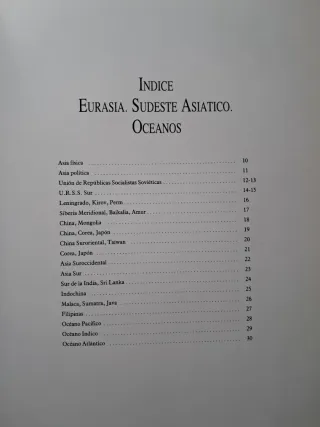 INDICE
EURASIA. SUDESTE ASIATICO.
OCEANOS
Asia física 10
Asia política 11
Unión de Repúblicas Socialistas Soviéticas 12-13
U.R.S.S. Sur 14-15
Leningrado, Kirov, Perm 16
Siberia Meridional, Baikalia, Amur 17
China, Mongolia 18
China, Corea, Japón 19
China Suroriental, Taiwan 20
Corea, Japón 21
Asia Suroccidental 22
Asia Sur 23
Sur de la India, Sri Lanka 24
Indochina 25
Malaca, Sumatra, Java 26
Filipinas 27
Océano Pacífico 28
Océano Indico 29
Océano Atlántico 30